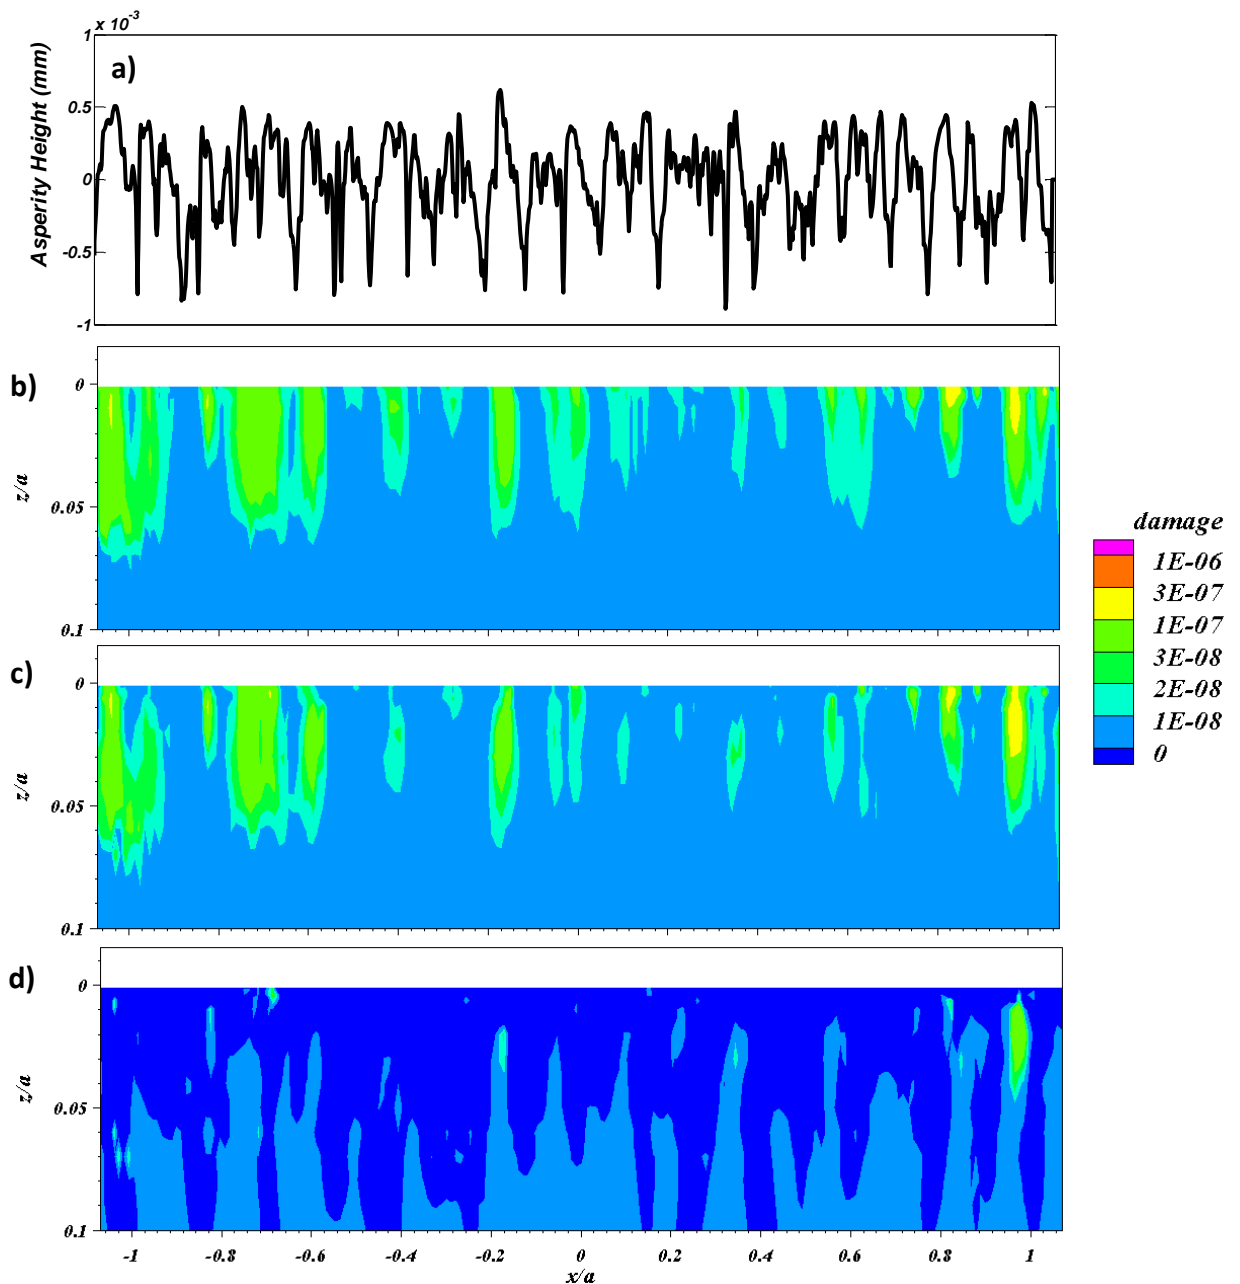 x 10^-3
1
0.5
0
-0.5
-1
Asperity Height (mm)
a)
b)
0
0.05
0.1
z/a
c)
0
0.05
0.1
z/a
damage
1E-06
3E-07
1E-07
3E-08
2E-08
1E-08
0
d)
0
0.05
0.1
z/a
-1 -0.8 -0.6 -0.4 -0.2 0 0.2 0.4 0.6 0.8 1
x/a